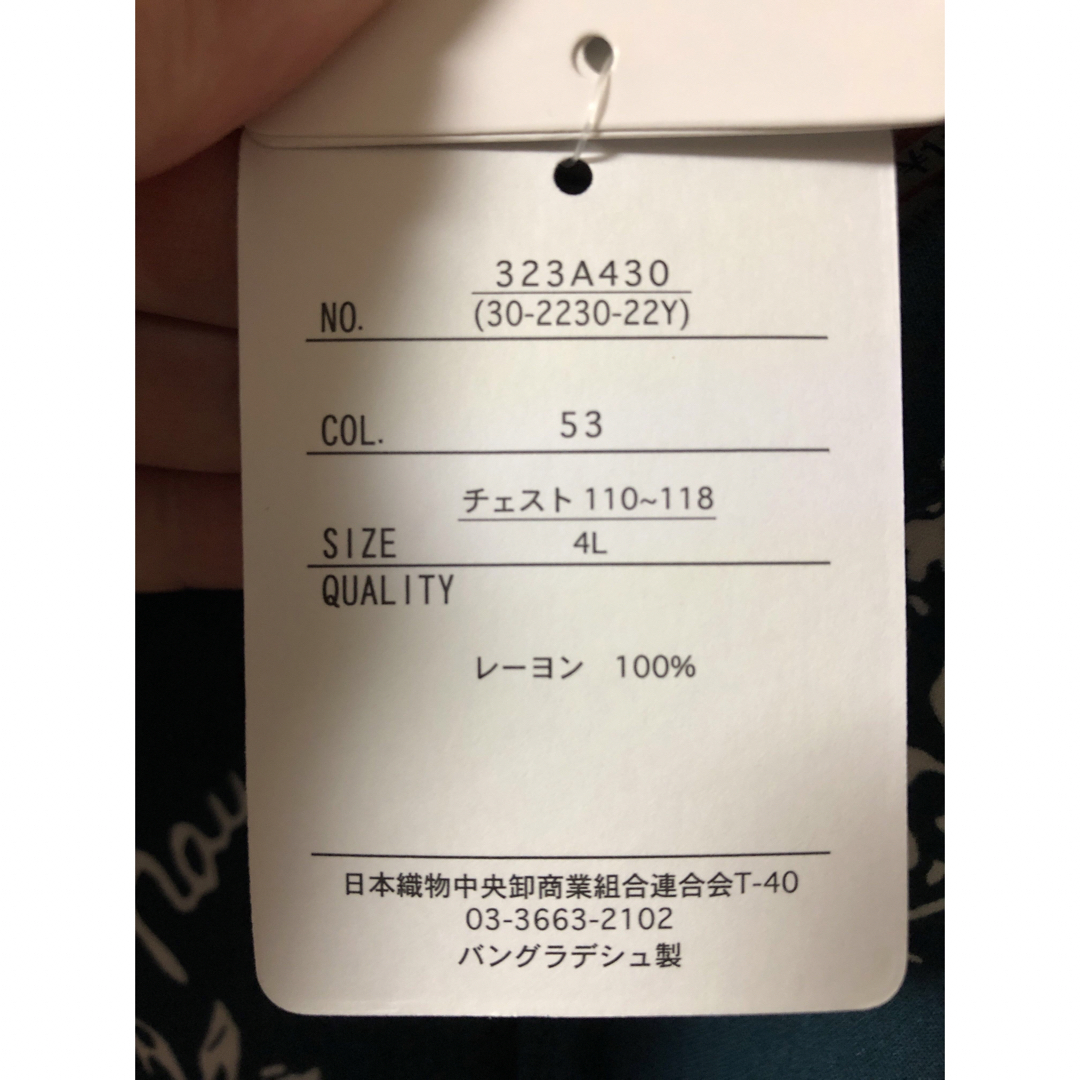 323A430
NO. (30-2230-22Y)
COL. 53
チェスト 110~118
SIZE 4L
QUALITY
レーヨン 100%
日本織物中央卸商業組合連合会T-40
03-3663-2102
バングラデシュ製